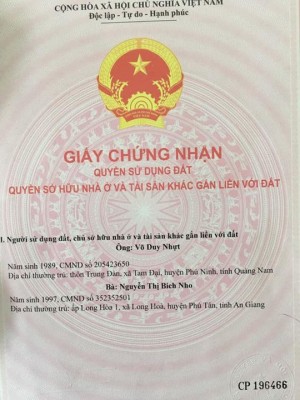 CỘNG HÒA XÃ HỘI CHỦ NGHĨA VIỆT NAM
Độc lập - Tự do - Hạnh phúc
GIẤY CHỨNG NHẬN
QUYỀN SỬ DỤNG ĐẤT
QUYỀN SỞ HỮU NHÀ Ở VÀ TÀI SẢN KHÁC GẮN LIỀN VỚI ĐẤT
I. Người sử dụng đất, chủ sở hữu nhà ở và tài sản khác gắn liền với đất
Ông: Võ Duy Nhựt
Năm sinh 1989, CMND số 205423650
Địa chỉ thường trú: thôn Trung Đàn, xã Tam Đại, huyện Phú Ninh, tỉnh Quảng Nam
Bà: Nguyễn Thị Bích Nho
Năm sinh 1997, CMND số 352352501
Địa chỉ thường trú: ấp Long Hòa 1, xã Long Hoà, huyện Phú Tân, tỉnh An Giang
CP 196466